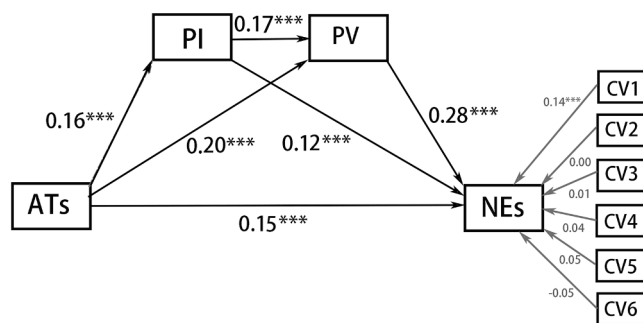 0.17***
PI
PV
0.14***
CV1
0.16***
0.20***
0.12***
0.28***
CV2
0.00
CV3
0.01
ATs
0.15***
NEs
CV4
0.04
CV5
0.05
-0.05
CV6